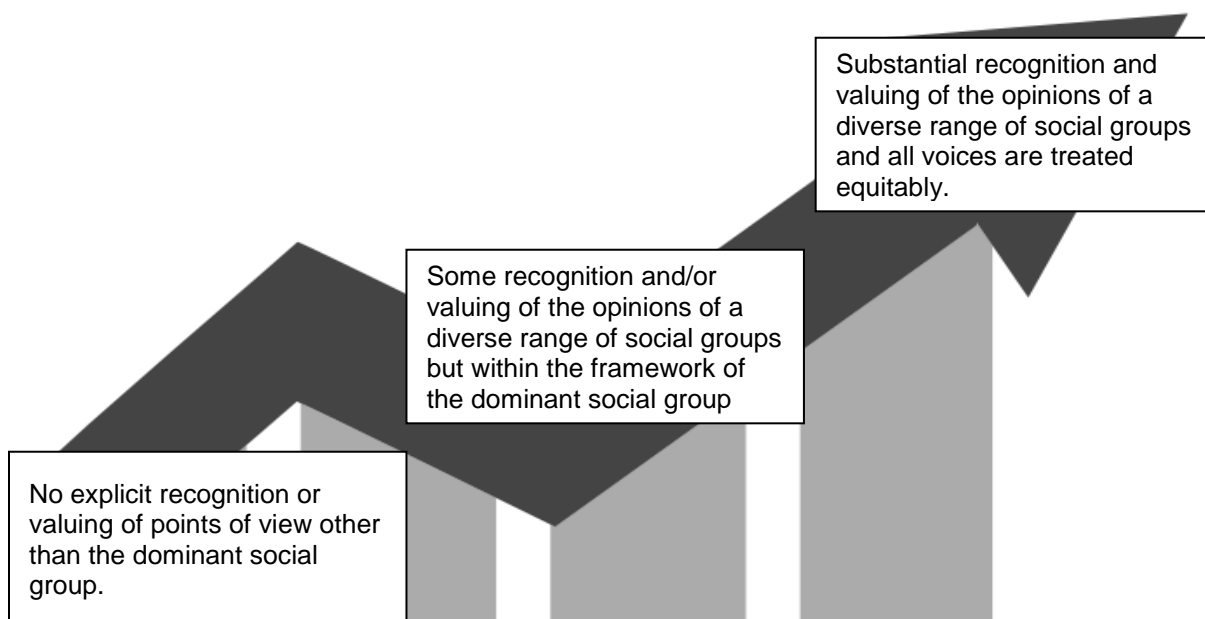 Substantial recognition and
valuing of the opinions of a
diverse range of social groups
and all voices are treated
equitably.
Some recognition and/or
valuing of the opinions of a
diverse range of social groups
but within the framework of
the dominant social group
No explicit recognition or
valuing of points of view other
than the dominant social
group.